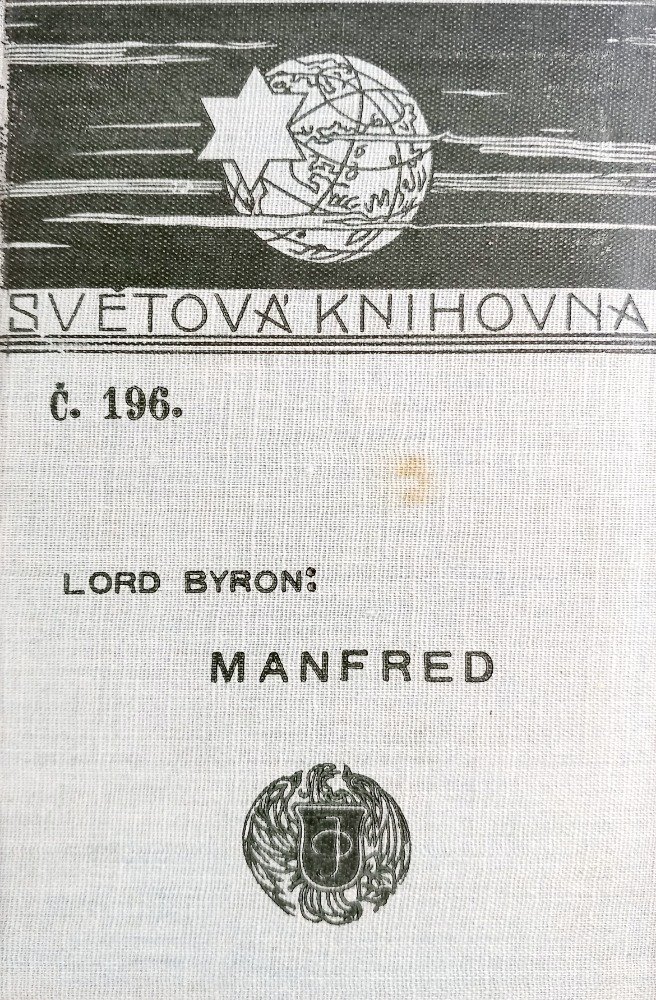 SVĚTOVÁ KNIHOVNA
Č. 196.
LORD BYRON:
MANFRED